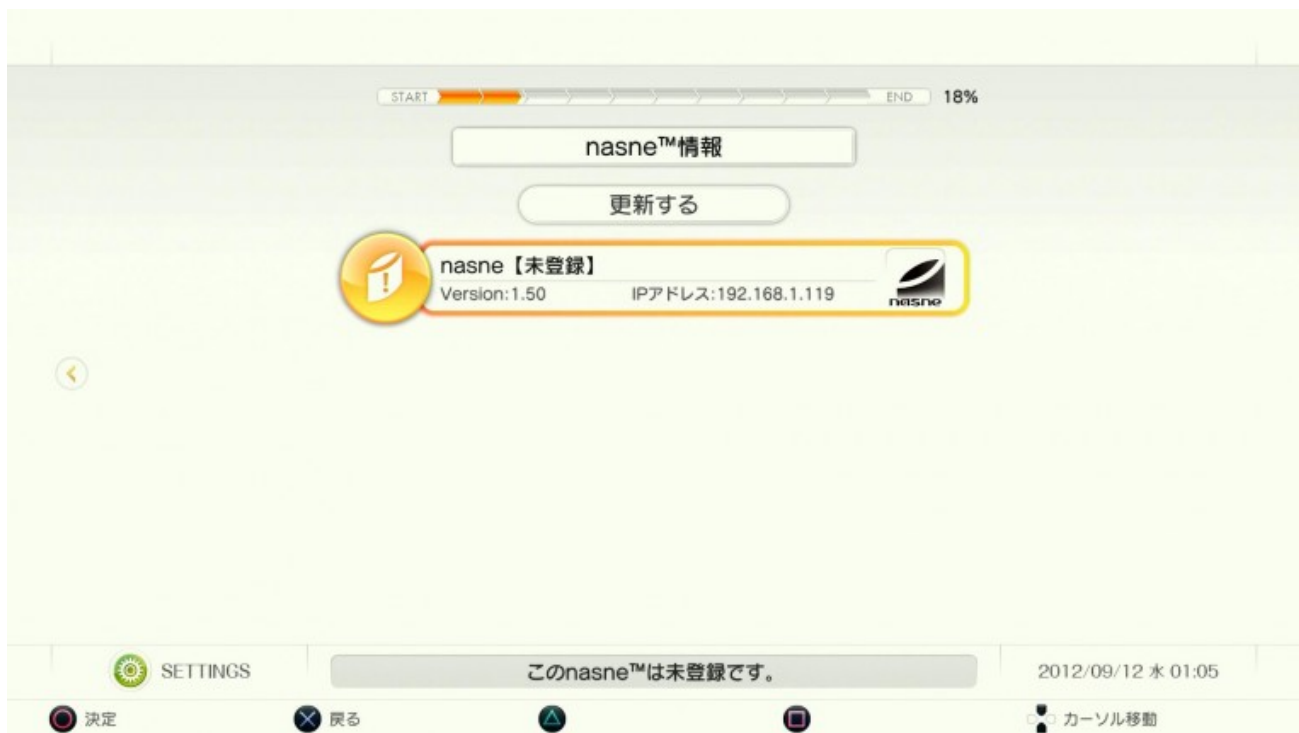 START END 18%
nasne™情報
更新する
nasne【未登録】
Version:1.50 IPアドレス:192.168.1.119
nasne
SETTINGS このnasne™は未登録です。 2012/09/12 水 01:05
決定 戻る カーソル移動